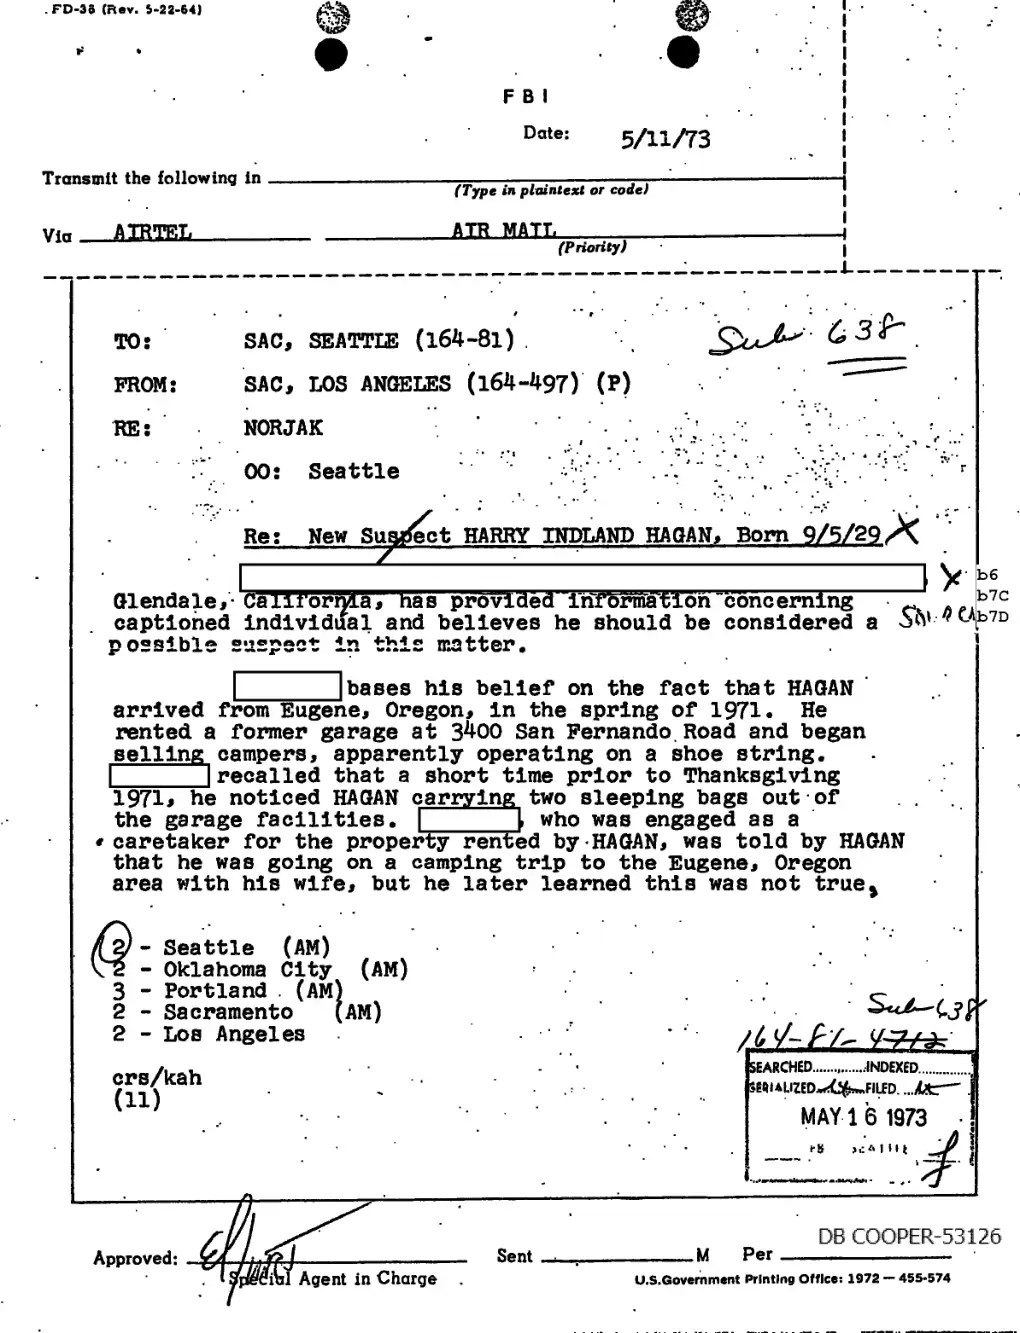 FD-36 (Rev. 5-22-64)
F B I
Date: 5/11/73
Transmit the following in
(Type in plaintext or code)
Via AIRTEL AIR MAIL
(Priority)
TO: SAC, SEATTLE (164-81)
Sub 638
FROM: SAC, LOS ANGELES (164-497) (P)
RE: NORJAK
OO: Seattle
Re: New Suspect HARRY INDLAND HAGAN, Born 9/5/29 X
X b6
b7C
b7D
Glendale, California, has provided information concerning
captioned individual and believes he should be considered a
possible suspect in this matter.
bases his belief on the fact that HAGAN
arrived from Eugene, Oregon, in the spring of 1971. He
rented a former garage at 3400 San Fernando Road and began
selling campers, apparently operating on a shoe string.
recalled that a short time prior to Thanksgiving
1971, he noticed HAGAN carrying two sleeping bags out of
the garage facilities. , who was engaged as a
caretaker for the property rented by HAGAN, was told by HAGAN
that he was going on a camping trip to the Eugene, Oregon
area with his wife, but he later learned this was not true,
2 - Seattle (AM)
2 - Oklahoma City (AM)
3 - Portland (AM)
2 - Sacramento (AM)
2 - Los Angeles
crs/kah
(11)
Sub 638
164-81-4712
SEARCHED INDEXED
SERIALIZED FILED
MAY 16 1973
DB COOPER-53126
Approved: Sent M Per
Special Agent in Charge
U.S.Government Printing Office: 1972 — 455-574